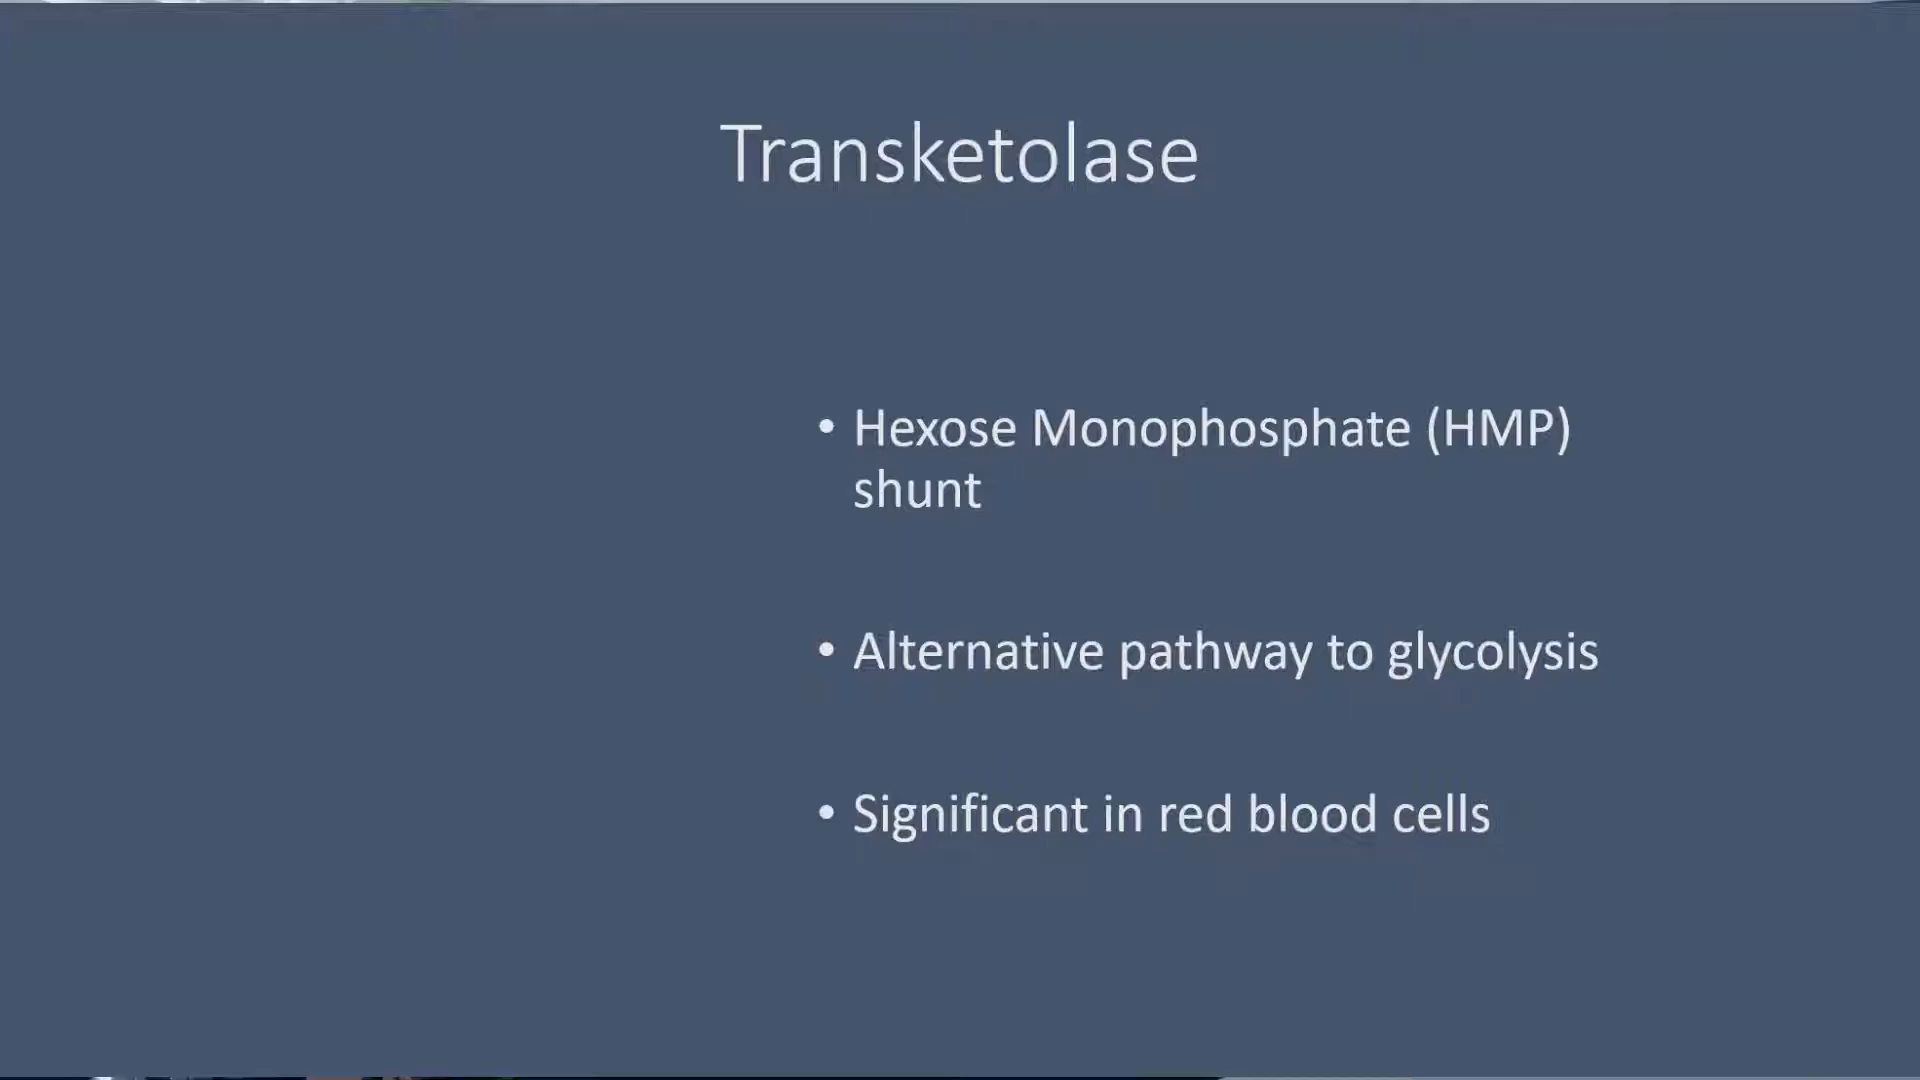 Transketolase
• Hexose Monophosphate (HMP)
shunt
• Alternative pathway to glycolysis
• Significant in red blood cells